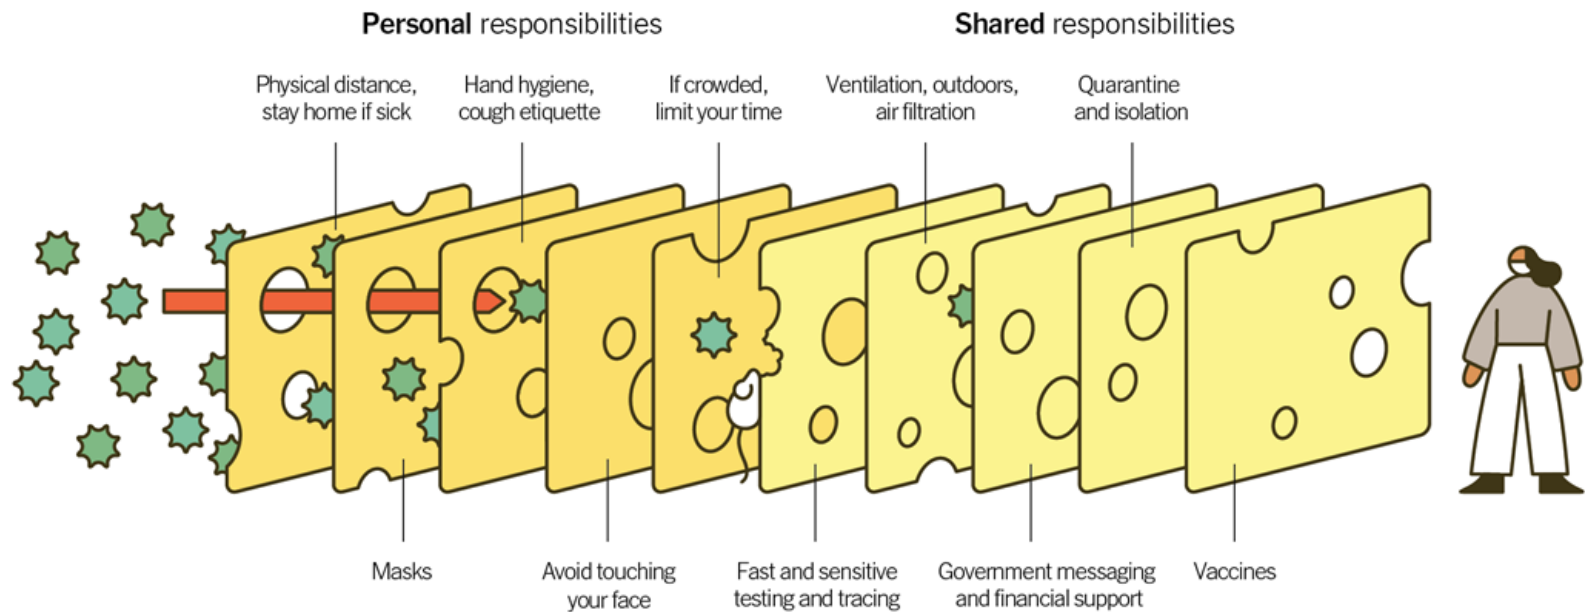 Personal responsibilities
Shared responsibilities
Physical distance,
stay home if sick
Hand hygiene,
cough etiquette
If crowded,
limit your time
Ventilation, outdoors,
air filtration
Quarantine
and isolation
Masks
Avoid touching
your face
Fast and sensitive
testing and tracing
Government messaging
and financial support
Vaccines